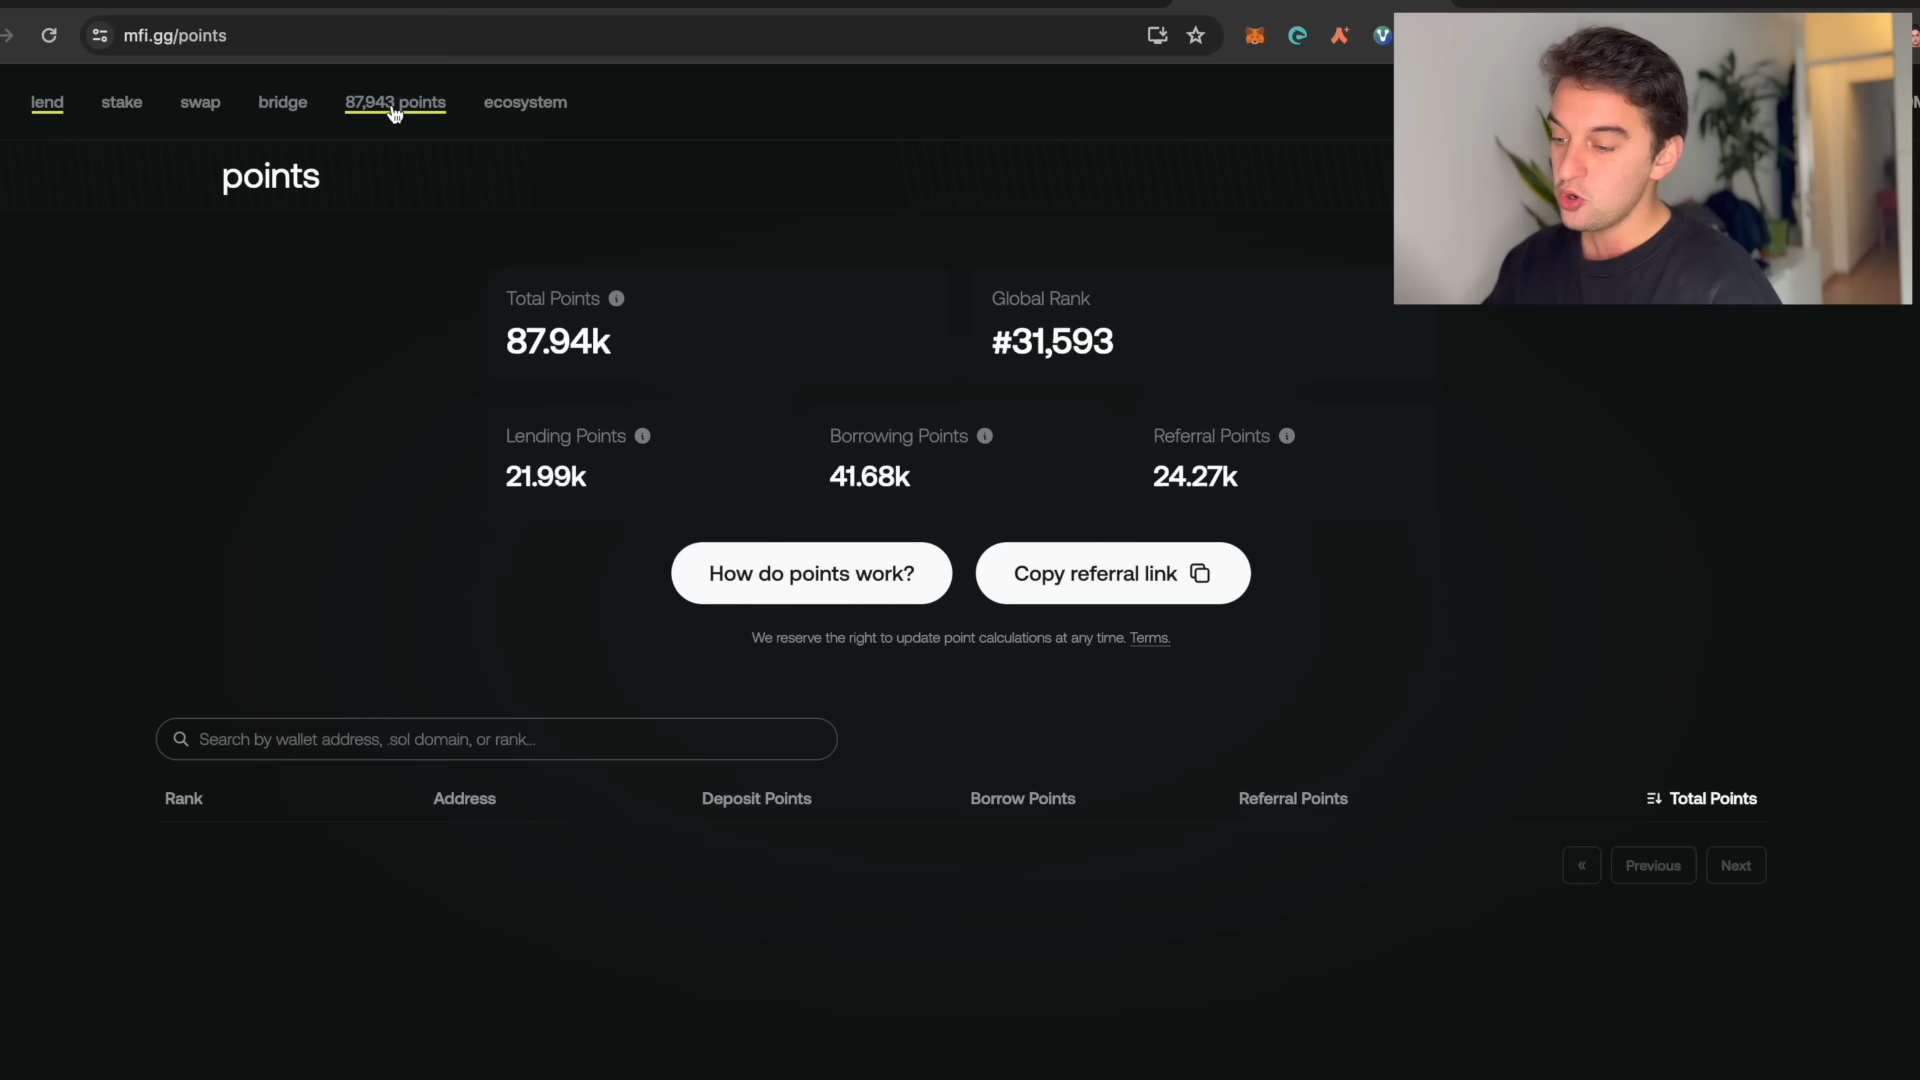 mfi.gg/points
lend stake swap bridge 87,943 points ecosystem
points
Total Points
87.94k
Global Rank
#31,593
Lending Points
21.99k
Borrowing Points
41.68k
Referral Points
24.27k
How do points work?
Copy referral link
We reserve the right to update point calculations at any time. Terms.
Search by wallet address, .sol domain, or rank...
Rank Address Deposit Points Borrow Points Referral Points Total Points
« Previous Next